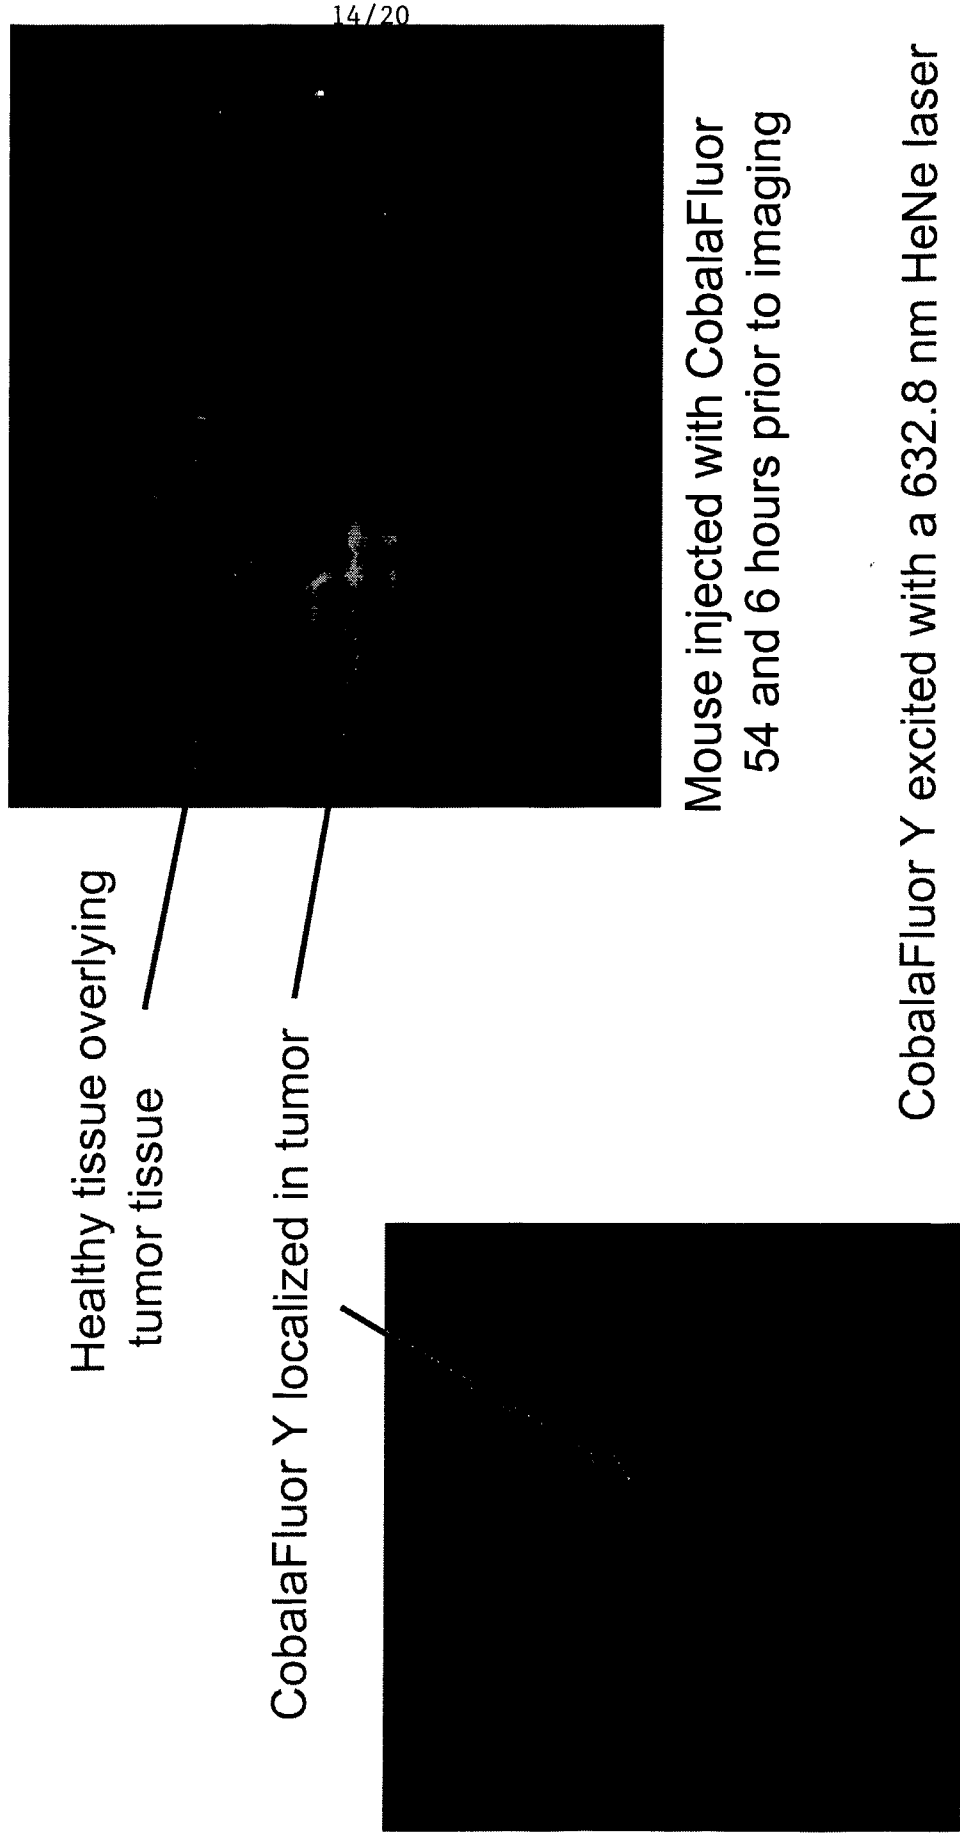 14/20
Healthy tissue overlying
tumor tissue
CobalaFluor Y localized in tumor
Mouse injected with CobalaFluor
54 and 6 hours prior to imaging
CobalaFluor Y excited with a 632.8 nm HeNe laser